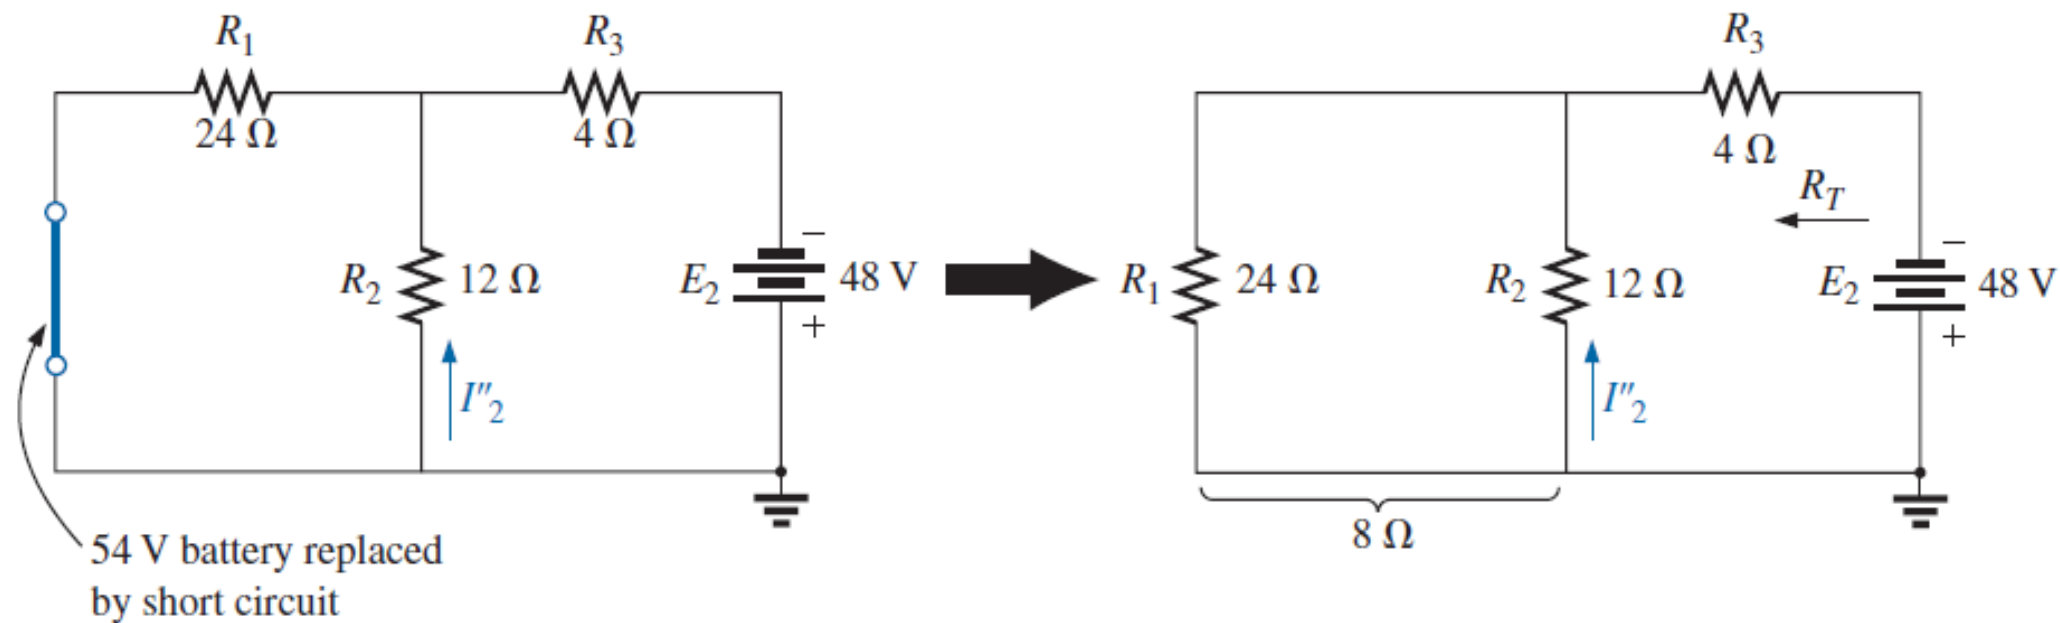 R₁
24 Ω
R₃
4 Ω
R₂
12 Ω
I″₂
E₂
−
48 V
+
54 V battery replaced
by short circuit
R₃
4 Ω
R_T
R₁
24 Ω
R₂
12 Ω
I″₂
E₂
−
48 V
+
8 Ω